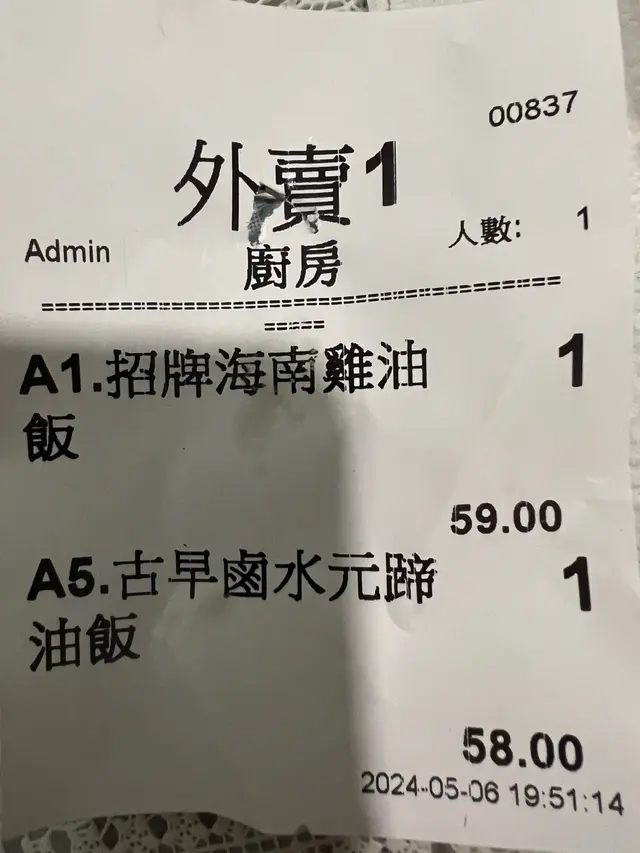 00837
外賣1
Admin
人數: 1
廚房
==========================================
=====
A1.招牌海南雞油 1
飯
59.00
A5.古早鹵水元蹄 1
油飯
58.00
2024-05-06 19:51:14